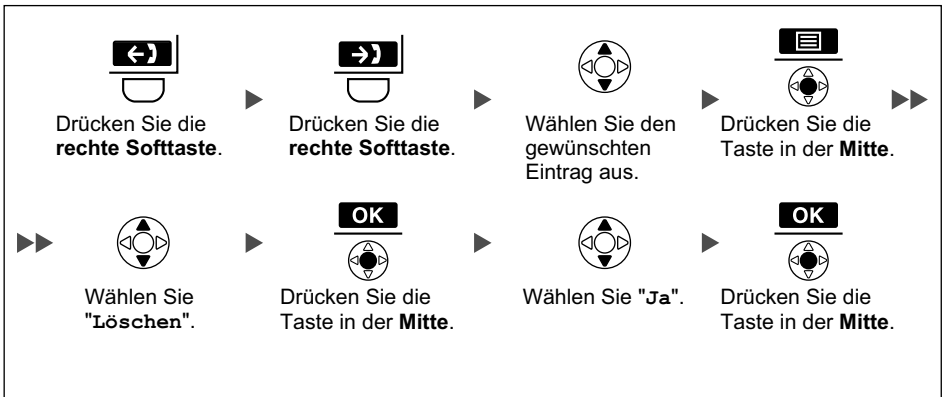 Drücken Sie die
rechte Softtaste.
Drücken Sie die
rechte Softtaste.
Wählen Sie den
gewünschten
Eintrag aus.
Drücken Sie die
Taste in der Mitte.
Wählen Sie
"Löschen".
OK
Drücken Sie die
Taste in der Mitte.
Wählen Sie "Ja".
OK
Drücken Sie die
Taste in der Mitte.